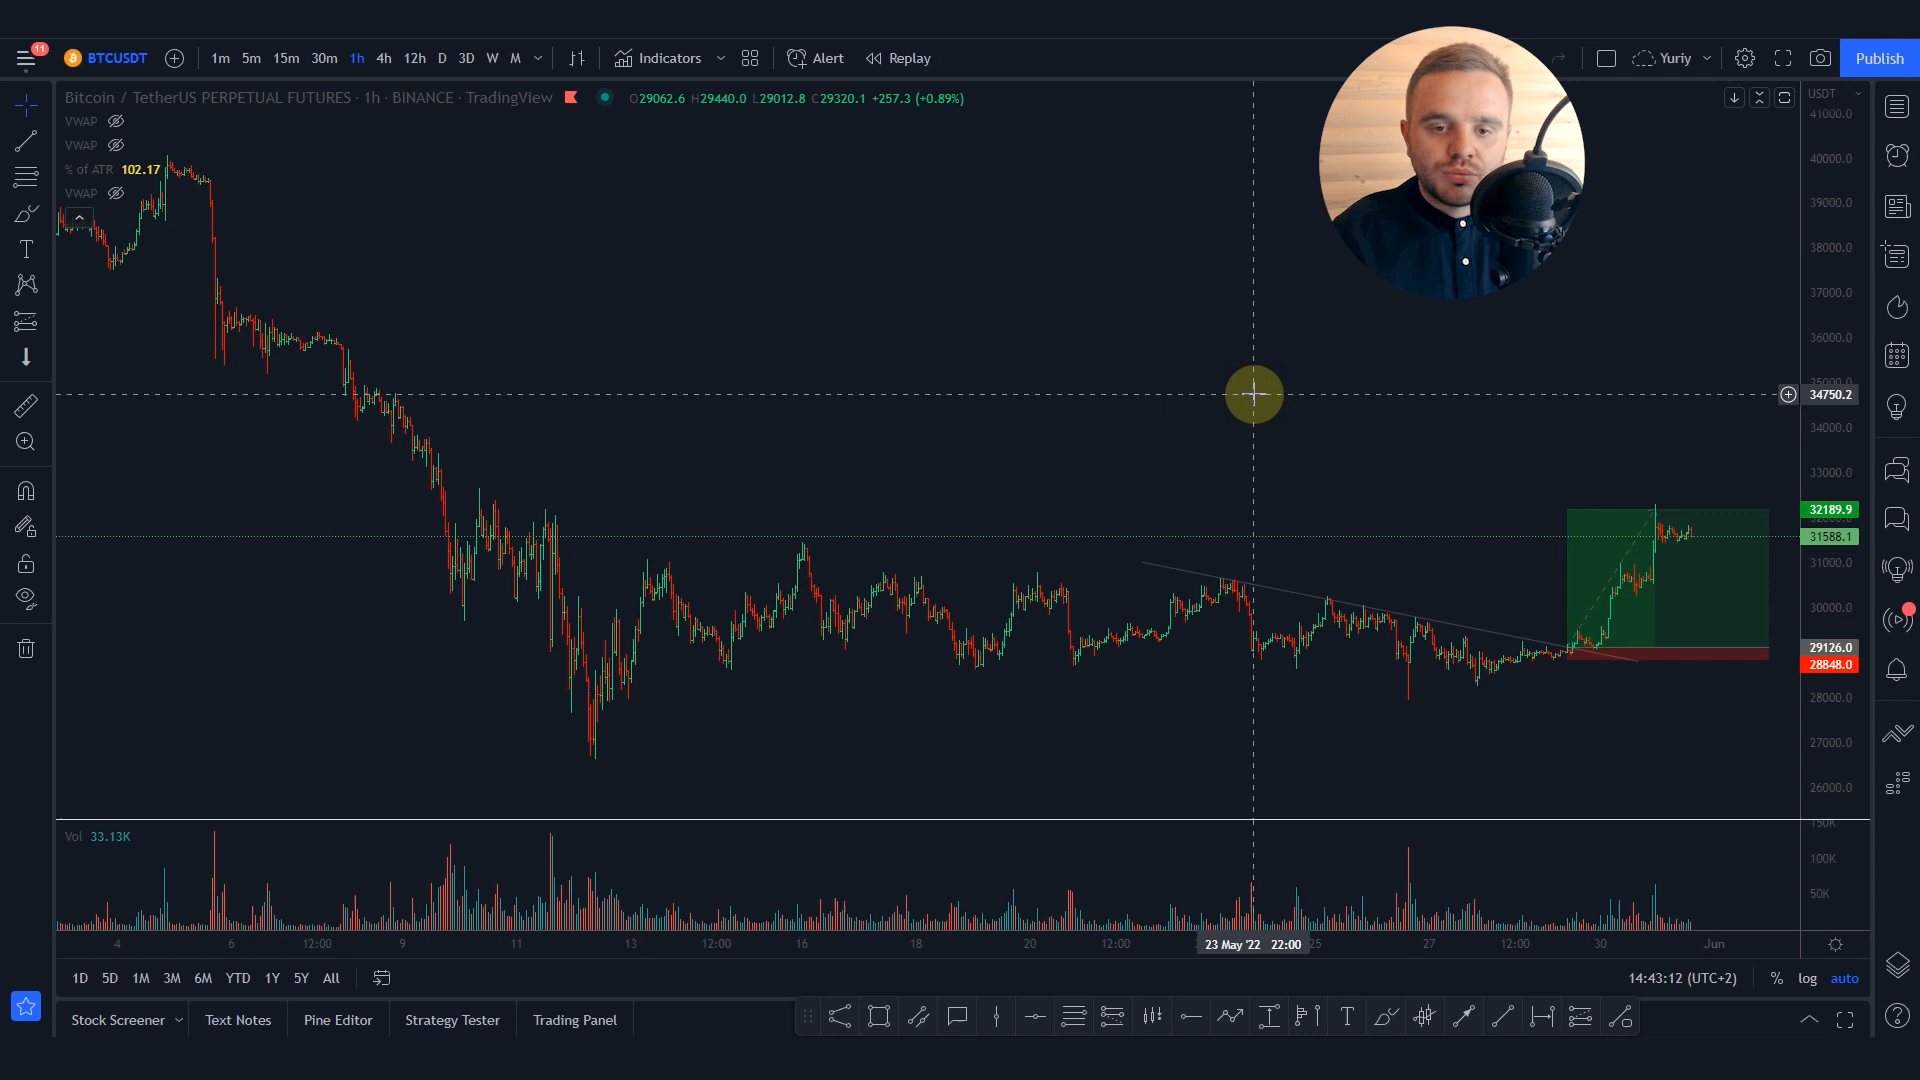 11
BTCUSDT 1m 5m 15m 30m 1h 4h 12h D 3D W M Indicators Alert Replay Yuriy Publish
Bitcoin / TetherUS PERPETUAL FUTURES · 1h · BINANCE · TradingView O29062.6 H29440.0 L29012.8 C29320.1 +257.3 (+0.89%)
USDT
VWAP
VWAP
% of ATR 102.17
VWAP
41000.0
40000.0
39000.0
38000.0
37000.0
36000.0
35000.0
34750.2
34000.0
33000.0
32189.9
32000.0
31588.1
31000.0
30000.0
29126.0
28848.0
28000.0
27000.0
26000.0
Vol 33.13K
150K
100K
50K
4 6 12:00 9 11 13 12:00 16 18 20 12:00 23 May '22 22:00 25 27 12:00 30 Jun
1D 5D 1M 3M 6M YTD 1Y 5Y All 14:43:12 (UTC+2) % log auto
Stock Screener Text Notes Pine Editor Strategy Tester Trading Panel